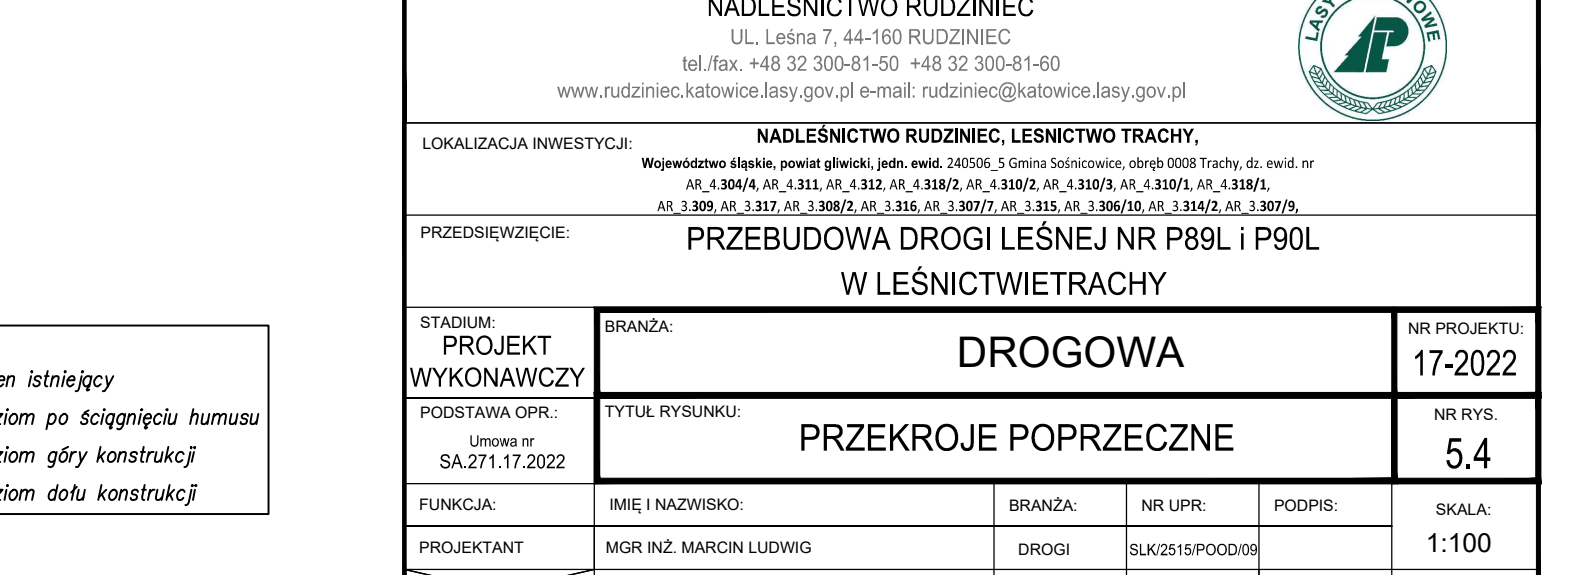 NADLEŚNICTWO RUDZINIEC
UL. Leśna 7, 44-160 RUDZINIEC
tel./fax. +48 32 300-81-50 +48 32 300-81-60
www.rudziniec.katowice.lasy.gov.pl e-mail: rudziniec@katowice.lasy.gov.pl
LASY
LOKALIZACJA INWESTYCJI:
NADLEŚNICTWO RUDZINIEC, LESNICTWO TRACHY,
Województwo śląskie, powiat gliwicki, jedn. ewid. 240506_5 Gmina Sośnicowice, obręb 0008 Trachy, dz. ewid. nr
AR_4.304/4, AR_4.311, AR_4.312, AR_4.318/2, AR_4.310/2, AR_4.310/3, AR_4.310/1, AR_4.318/1,
AR_3.309, AR_3.317, AR_3.308/2, AR_3.316, AR_3.307/7, AR_3.315, AR_3.306/10, AR_3.314/2, AR_3.307/9,
PRZEDSIĘWZIĘCIE:
PRZEBUDOWA DROGI LEŚNEJ NR P89L i P90L
W LEŚNICTWIETRACHY
STADIUM:
PROJEKT
WYKONAWCZY
BRANŻA:
DROGOWA
NR PROJEKTU:
17-2022
PODSTAWA OPR.:
Umowa nr
SA.271.17.2022
TYTUŁ RYSUNKU:
PRZEKROJE POPRZECZNE
NR RYS.
5.4
FUNKCJA:
IMIĘ I NAZWISKO:
BRANŻA:
NR UPR:
PODPIS:
SKALA:
1:100
PROJEKTANT
MGR INŻ. MARCIN LUDWIG
DROGI
SLK/2515/POOD/09
en istniejący
ziom po ściągnięciu humusu
ziom góry konstrukcji
ziom dołu konstrukcji